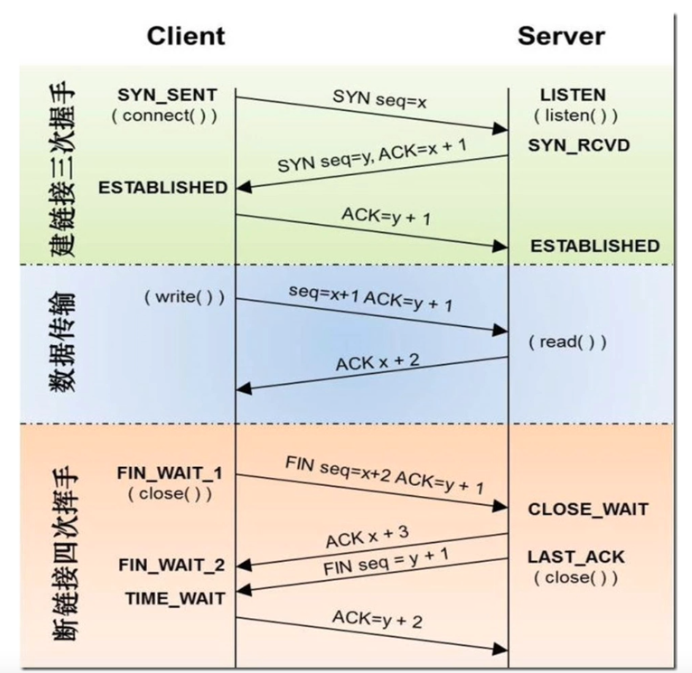 Client
Server
建链接三次握手
SYN_SENT
( connect( ) )
SYN seq=x
LISTEN
( listen( ) )
SYN_RCVD
SYN seq=y, ACK=x + 1
ESTABLISHED
ACK=y + 1
ESTABLISHED
数据传输
( write( ) )
seq=x+1 ACK=y + 1
( read( ) )
ACK x + 2
断链接四次挥手
FIN_WAIT_1
( close( ) )
FIN seq=x+2 ACK=y + 1
CLOSE_WAIT
ACK x + 3
FIN_WAIT_2
FIN seq = y + 1
LAST_ACK
( close( ) )
TIME_WAIT
ACK=y + 2